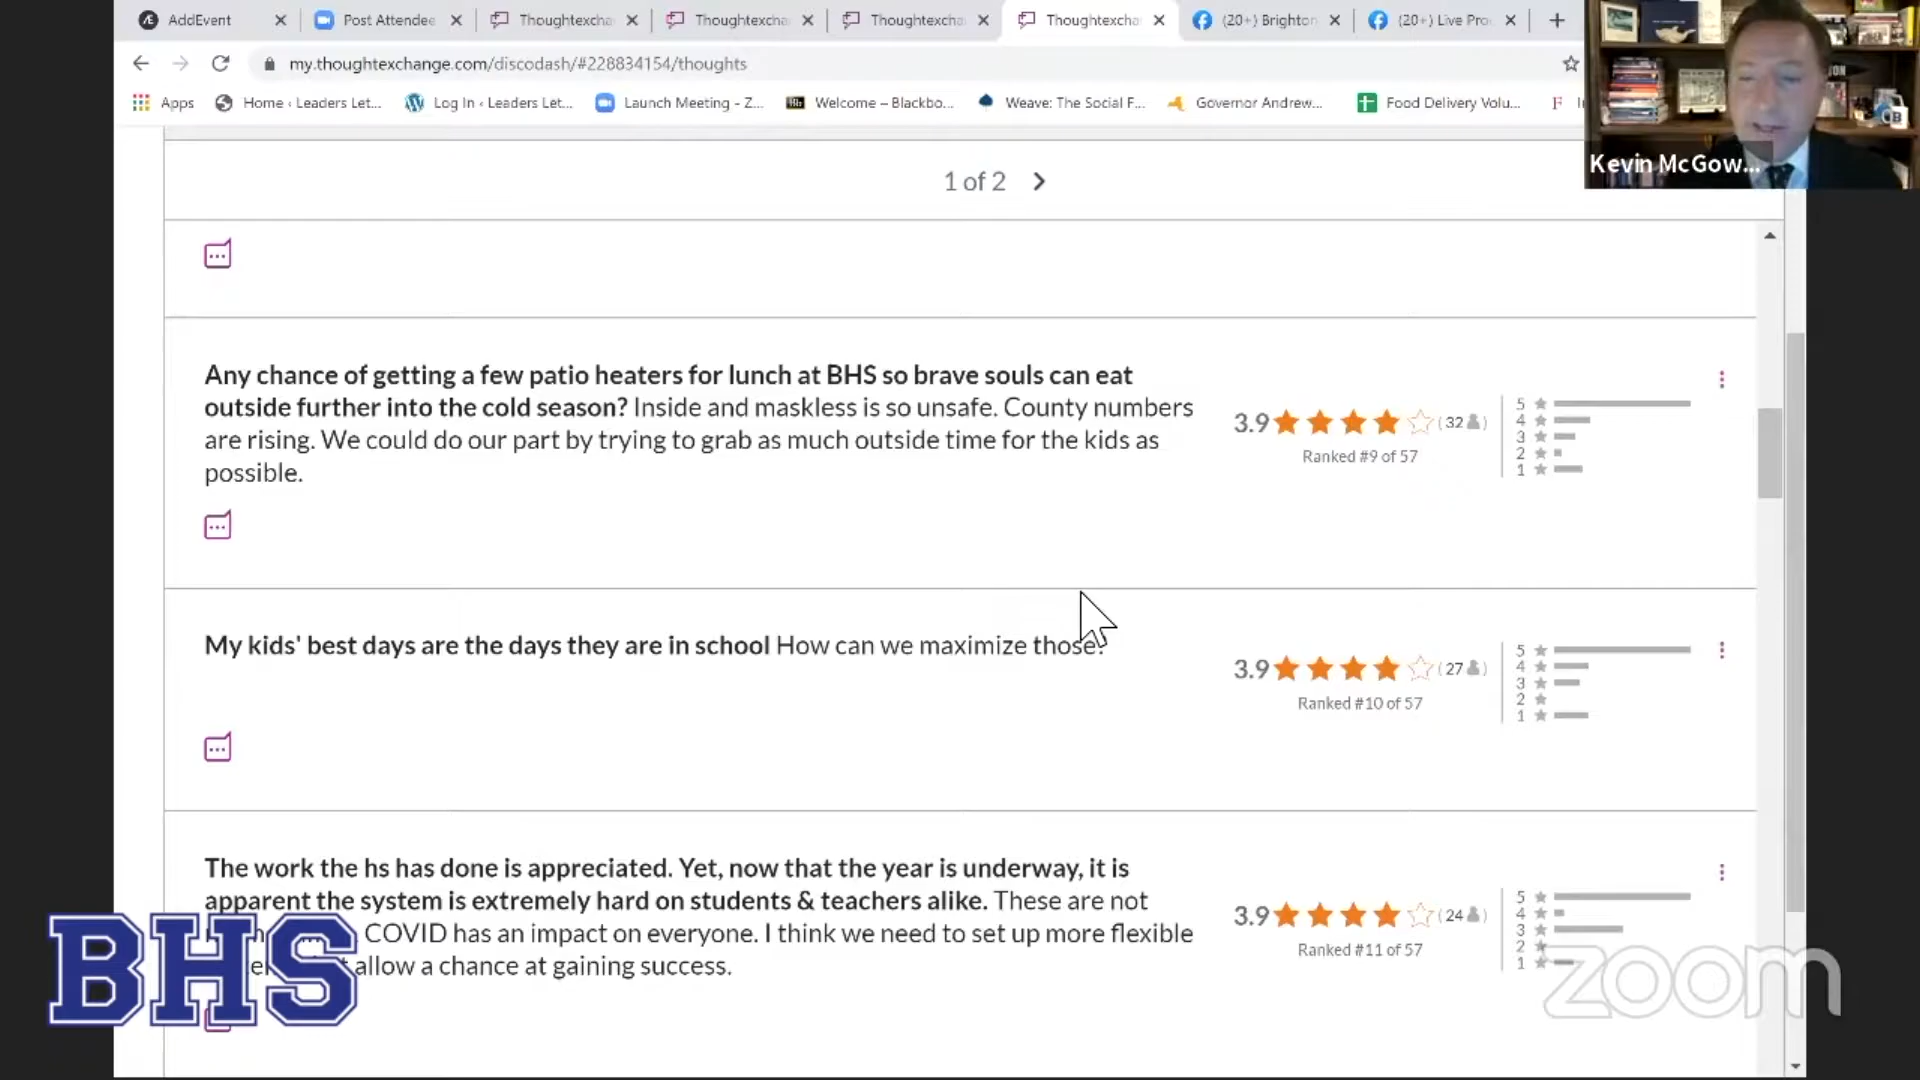 AddEvent
Post Attendee
Thoughtexcha
Thoughtexcha
Thoughtexcha
Thoughtexcha
(20+) Brighton
(20+) Live Pro
my.thoughtexchange.com/discodash/#228834154/thoughts
Apps
Home ‹ Leaders Let...
Log In ‹ Leaders Let...
Launch Meeting - Z...
Welcome – Blackbo...
Weave: The Social F...
Governor Andrew...
Food Delivery Volu...
Kevin McGow...
1 of 2
Any chance of getting a few patio heaters for lunch at BHS so brave souls can eat
outside further into the cold season? Inside and maskless is so unsafe. County numbers
are rising. We could do our part by trying to grab as much outside time for the kids as
possible.
3.9 (32)
Ranked #9 of 57
5
4
3
2
1
My kids' best days are the days they are in school How can we maximize those?
3.9 (27)
Ranked #10 of 57
5
4
3
2
1
The work the hs has done is appreciated. Yet, now that the year is underway, it is
apparent the system is extremely hard on students & teachers alike. These are not
COVID has an impact on everyone. I think we need to set up more flexible
allow a chance at gaining success.
3.9 (24)
Ranked #11 of 57
5
4
3
2
1
BHS
zoom